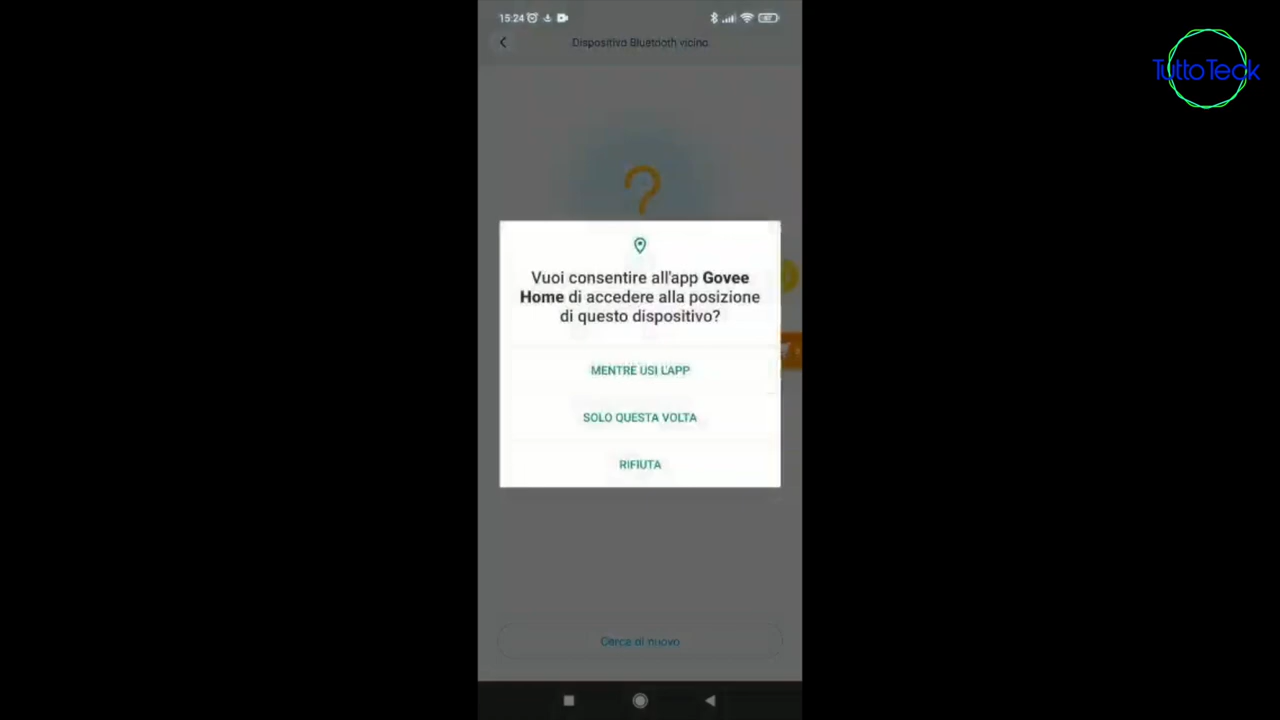 15:24
Dispositivo Bluetooth vicino
TuttoTeck
Vuoi consentire all'app Govee
Home di accedere alla posizione
di questo dispositivo?
MENTRE USI L'APP
SOLO QUESTA VOLTA
RIFIUTA
Cerca di nuovo